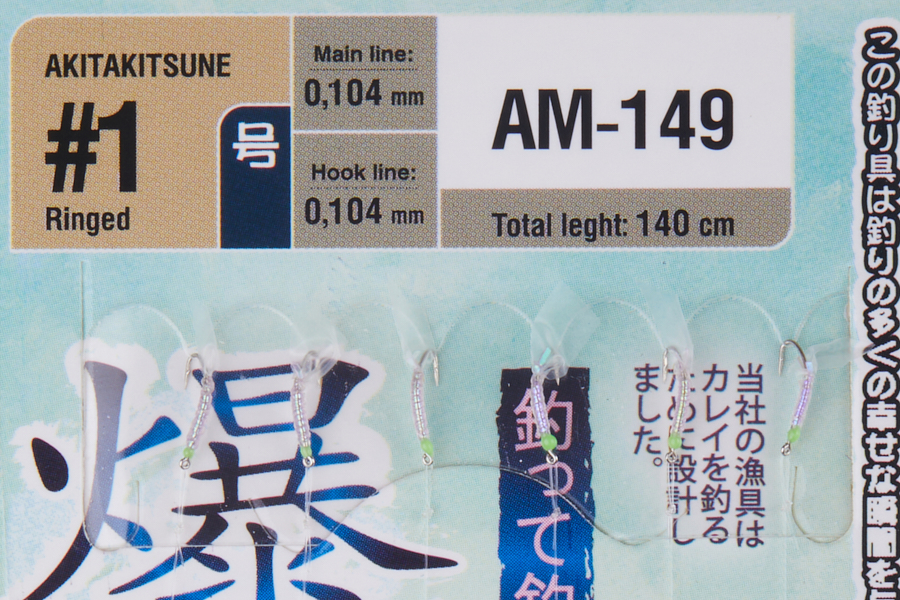 AKITAKITSUNE
#1
Ringed
号
Main line:
0,104 mm
Hook line:
0,104 mm
AM-149
Total leght: 140 cm
この釣り具は釣りの多くの幸せな瞬間を
当社の漁具は
カレイを釣る
ために設計し
ました。
釣って釣
爆